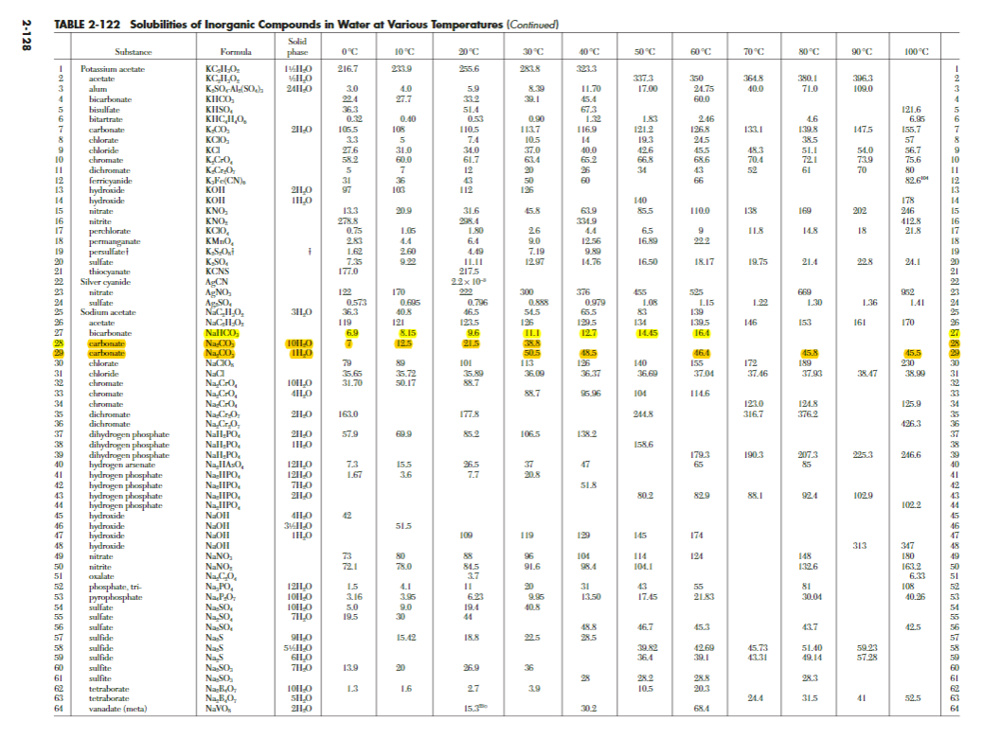 2-128
TABLE 2-122 Solubilities of Inorganic Compounds in Water at Various Temperatures (Continued)
Substance Formula Solid phase 0°C 10°C 20°C 30°C 40°C 50°C 60°C 70°C 80°C 90°C 100°C
1 Potassium acetate KC₂H₃O₂ 1½H₂O 216.7 233.9 255.6 283.8 323.3 1
2 acetate KC₂H₃O₂ ½H₂O 337.3 350 364.8 380.1 396.3 2
3 alum K₂SO₄·Al₂(SO₄)₃ 24H₂O 3.0 4.0 5.9 8.39 11.70 17.00 24.75 40.0 71.0 109.0 3
4 bicarbonate KHCO₃ 22.4 27.7 33.2 39.1 45.4 60.0 4
5 bisulfate KHSO₄ 36.3 51.4 67.3 121.6 5
6 bitartrate KHC₄H₄O₆ 0.32 0.40 0.53 0.90 1.32 1.83 2.46 4.6 6.95 6
7 carbonate K₂CO₃ 2H₂O 105.5 108 110.5 113.7 116.9 121.2 126.8 133.1 139.8 147.5 155.7 7
8 chlorate KClO₃ 3.3 5 7.4 10.5 14 19.3 24.5 38.5 57 8
9 chloride KCl 27.6 31.0 34.0 37.0 40.0 42.6 45.5 48.3 51.1 54.0 56.7 9
10 chromate K₂CrO₄ 58.2 60.0 61.7 63.4 65.2 66.8 68.6 70.4 72.1 73.9 75.6 10
11 dichromate K₂Cr₂O₇ 5 7 12 20 26 34 43 52 61 70 80 11
12 ferricyanide K₃Fe(CN)₆ 31 36 43 50 60 66 82.6¹⁰⁴ 12
13 hydroxide KOH 2H₂O 97 103 112 126 13
14 hydroxide KOH 1H₂O 140 178 14
15 nitrate KNO₃ 13.3 20.9 31.6 45.8 63.9 85.5 110.0 138 169 202 246 15
16 nitrite KNO₂ 278.8 298.4 334.9 412.8 16
17 perchlorate KClO₄ 0.75 1.05 1.80 2.6 4.4 6.5 9 11.8 14.8 18 21.8 17
18 permanganate KMnO₄ 2.83 4.4 6.4 9.0 12.56 16.89 22.2 18
19 persulfate† K₂S₂O₈† † 1.62 2.60 4.49 7.19 9.89 19
20 sulfate K₂SO₄ 7.35 9.22 11.11 12.97 14.76 16.50 18.17 19.75 21.4 22.8 24.1 20
21 thiocyanate KCNS 177.0 217.5 21
22 Silver cyanide AgCN 2.2 × 10⁻⁵ 22
23 nitrate AgNO₃ 122 170 222 300 376 455 525 669 952 23
24 sulfate Ag₂SO₄ 0.573 0.695 0.796 0.888 0.979 1.08 1.15 1.22 1.30 1.36 1.41 24
25 Sodium acetate NaC₂H₃O₂ 3H₂O 36.3 40.8 46.5 54.5 65.5 83 139 25
26 acetate NaC₂H₃O₂ 119 121 123.5 126 129.5 134 139.5 146 153 161 170 26
27 bicarbonate NaHCO₃ 6.9 8.15 9.6 11.1 12.7 14.45 16.4 27
28 carbonate Na₂CO₃ 10H₂O 7 12.5 21.5 38.8 28
29 carbonate Na₂CO₃ 1H₂O 50.5 48.5 46.4 45.8 45.5 29
30 chlorate NaClO₃ 79 89 101 113 126 140 155 172 189 230 30
31 chloride NaCl 35.65 35.72 35.89 36.09 36.37 36.69 37.04 37.46 37.93 38.47 38.99 31
32 chromate Na₂CrO₄ 10H₂O 31.70 50.17 88.7 32
33 chromate Na₂CrO₄ 4H₂O 88.7 95.96 104 114.6 33
34 chromate Na₂CrO₄ 123.0 124.8 125.9 34
35 dichromate Na₂Cr₂O₇ 2H₂O 163.0 177.8 244.8 316.7 376.2 35
36 dichromate Na₂Cr₂O₇ 426.3 36
37 dihydrogen phosphate NaH₂PO₄ 2H₂O 57.9 69.9 85.2 106.5 138.2 37
38 dihydrogen phosphate NaH₂PO₄ 1H₂O 158.6 38
39 dihydrogen phosphate NaH₂PO₄ 179.3 190.3 207.3 225.3 246.6 39
40 hydrogen arsenate Na₂HAsO₄ 12H₂O 7.3 15.5 26.5 37 47 65 85 40
41 hydrogen phosphate Na₂HPO₄ 12H₂O 1.67 3.6 7.7 20.8 41
42 hydrogen phosphate Na₂HPO₄ 7H₂O 51.8 42
43 hydrogen phosphate Na₂HPO₄ 2H₂O 80.2 82.9 88.1 92.4 102.9 43
44 hydrogen phosphate Na₂HPO₄ 102.2 44
45 hydroxide NaOH 4H₂O 42 45
46 hydroxide NaOH 3½H₂O 51.5 46
47 hydroxide NaOH 1H₂O 109 119 129 145 174 47
48 hydroxide NaOH 313 347 48
49 nitrate NaNO₃ 73 80 88 96 104 114 124 148 180 49
50 nitrite NaNO₂ 72.1 78.0 84.5 91.6 98.4 104.1 132.6 163.2 50
51 oxalate Na₂C₂O₄ 3.7 6.33 51
52 phosphate, tri- Na₃PO₄ 12H₂O 1.5 4.1 11 20 31 43 55 81 108 52
53 pyrophosphate Na₄P₂O₇ 10H₂O 3.16 3.95 6.23 9.95 13.50 17.45 21.83 30.04 40.26 53
54 sulfate Na₂SO₄ 10H₂O 5.0 9.0 19.4 40.8 54
55 sulfate Na₂SO₄ 7H₂O 19.5 30 44 55
56 sulfate Na₂SO₄ 48.8 46.7 45.3 43.7 42.5 56
57 sulfide Na₂S 9H₂O 15.42 18.8 22.5 28.5 57
58 sulfide Na₂S 5½H₂O 39.82 42.69 45.73 51.40 59.23 58
59 sulfide Na₂S 6H₂O 36.4 39.1 43.31 49.14 57.28 59
60 sulfite Na₂SO₃ 7H₂O 13.9 20 26.9 36 60
61 sulfite Na₂SO₃ 28 28.2 28.8 28.3 61
62 tetraborate Na₂B₄O₇ 10H₂O 1.3 1.6 2.7 3.9 10.5 20.3 62
63 tetraborate Na₂B₄O₇ 5H₂O 24.4 31.5 41 52.5 63
64 vanadate (meta) NaVO₃ 2H₂O 30.2 68.4 64